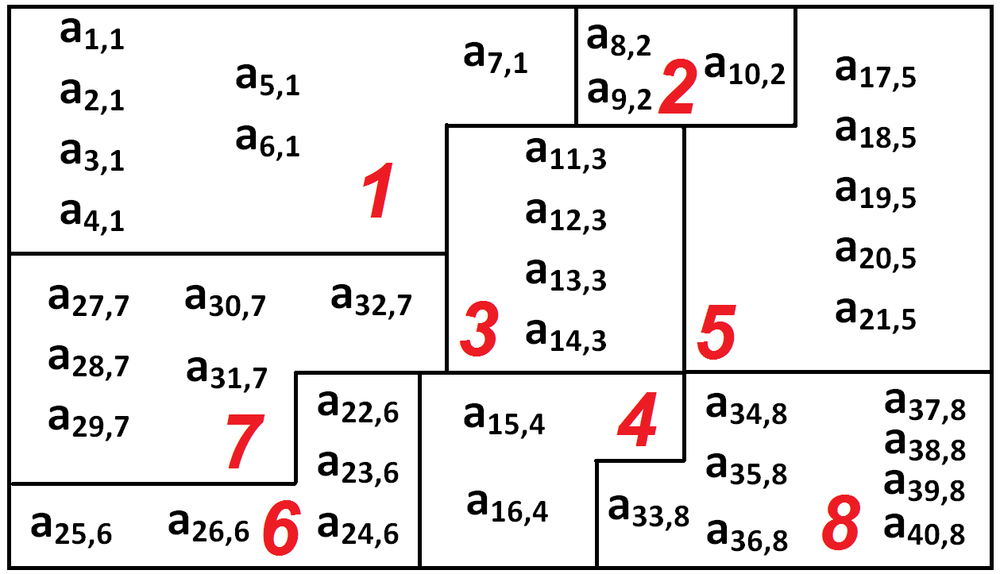 a1,1
a2,1
a3,1
a4,1
a5,1
a6,1
a7,1
1
a8,2
a9,2
a10,2
2
a11,3
a12,3
a13,3
a14,3
3
a17,5
a18,5
a19,5
a20,5
a21,5
5
a27,7
a28,7
a29,7
a30,7
a31,7
a32,7
7
a22,6
a23,6
a24,6
a25,6
a26,6
6
a15,4
a16,4
4
a33,8
a34,8
a35,8
a36,8
a37,8
a38,8
a39,8
a40,8
8